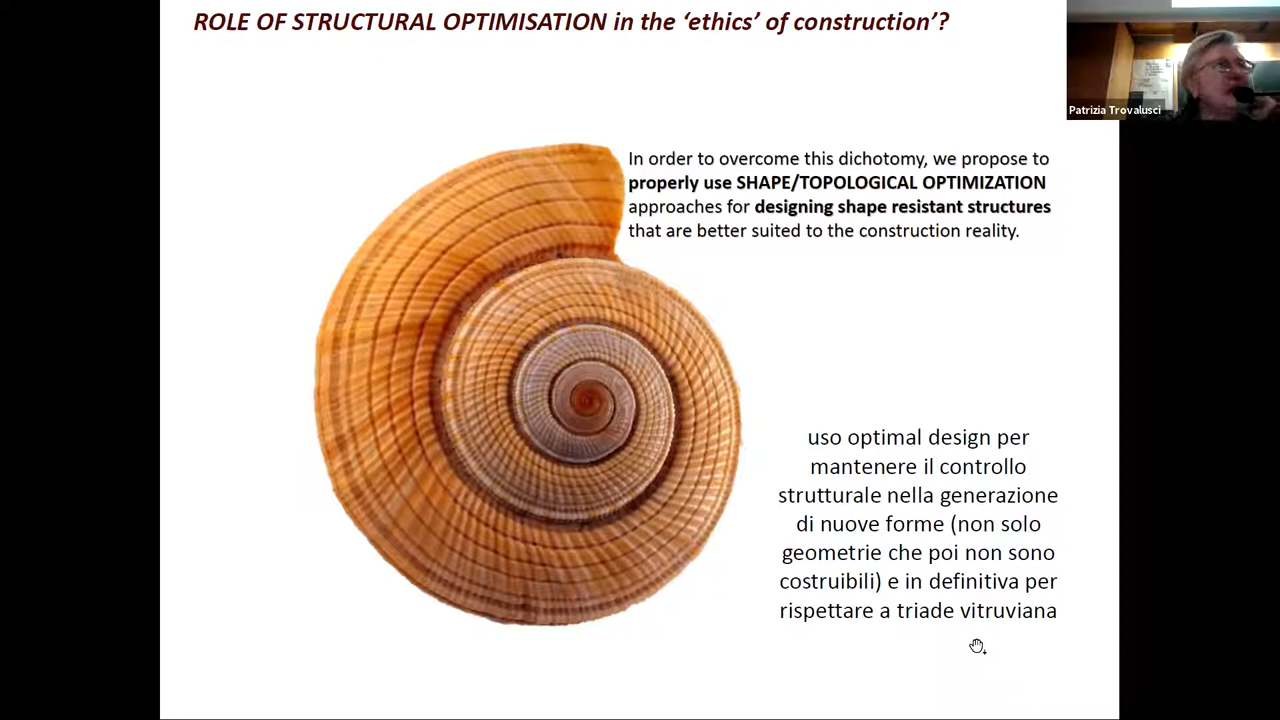 ROLE OF STRUCTURAL OPTIMISATION in the ‘ethics’ of construction’?
Patrizia Trovalusci
In order to overcome this dichotomy, we propose to
properly use SHAPE/TOPOLOGICAL OPTIMIZATION
approaches for designing shape resistant structures
that are better suited to the construction reality.
uso optimal design per
mantenere il controllo
strutturale nella generazione
di nuove forme (non solo
geometrie che poi non sono
costruibili) e in definitiva per
rispettare a triade vitruviana